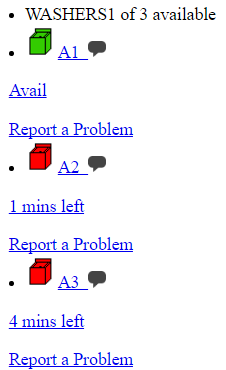 WASHERS1 of 3 available
A1
Avail
Report a Problem
A2
1 mins left
Report a Problem
A3
4 mins left
Report a Problem